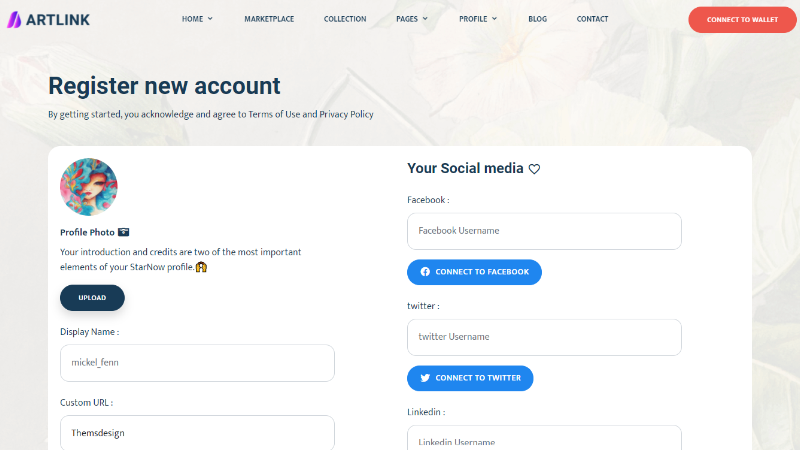 ARTLINK
HOME
MARKETPLACE
COLLECTION
PAGES
PROFILE
BLOG
CONTACT
CONNECT TO WALLET
Register new account
By getting started, you acknowledge and agree to Terms of Use and Privacy Policy
Profile Photo
Your introduction and credits are two of the most important
elements of your StarNow profile.
UPLOAD
Display Name :
mickel_fenn
Custom URL :
Themsdesign
Your Social media
Facebook :
Facebook Username
CONNECT TO FACEBOOK
twitter :
twitter Username
CONNECT TO TWITTER
Linkedin :
Linkedin Username